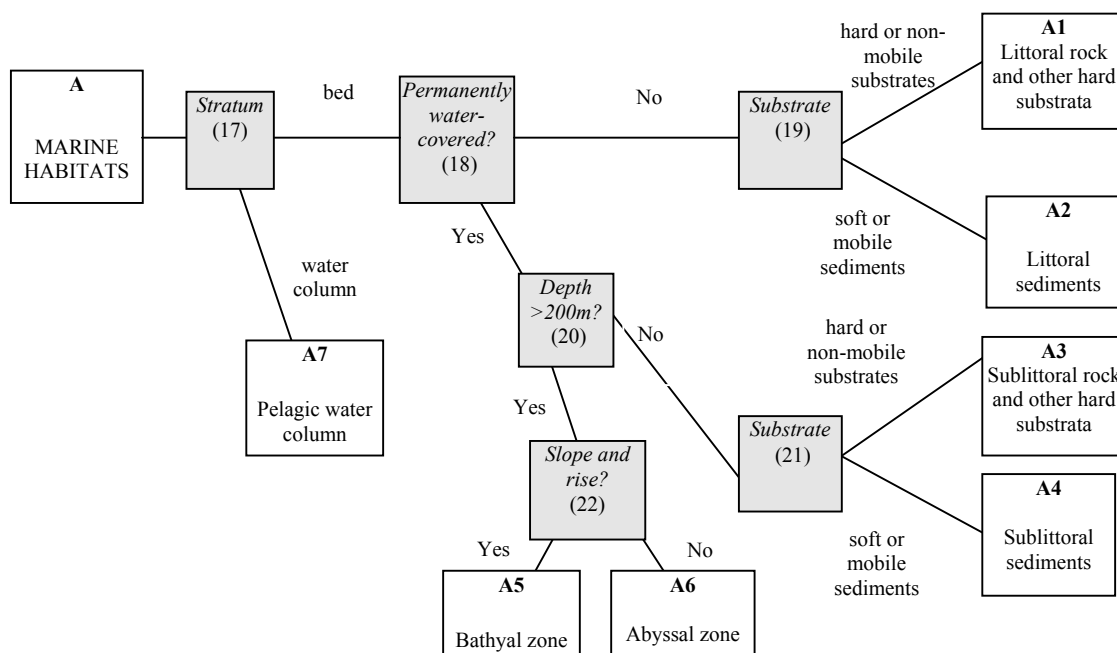 A
MARINE
HABITATS
Stratum
(17)
bed
Permanently
water-
covered?
(18)
No
Substrate
(19)
hard or non-
mobile
substrates
A1
Littoral rock
and other hard
substrata
soft or
mobile
sediments
A2
Littoral
sediments
water
column
A7
Pelagic water
column
Yes
Depth
>200m?
(20)
No
Substrate
(21)
hard or
non-mobile
substrates
A3
Sublittoral rock
and other hard
substrata
soft or
mobile
sediments
A4
Sublittoral
sediments
Yes
Slope and
rise?
(22)
Yes
A5
Bathyal zone
No
A6
Abyssal zone